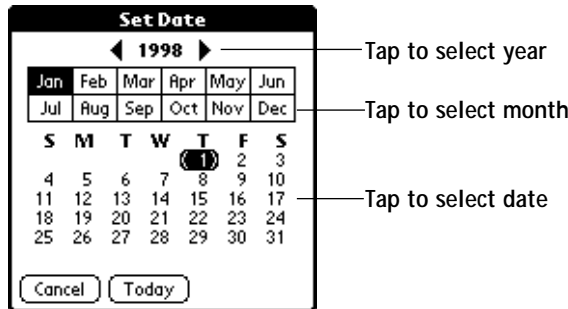 Set Date
1998
Tap to select year
Jan Feb Mar Apr May Jun
Jul Aug Sep Oct Nov Dec
Tap to select month
S M T W T F S
1 2 3
4 5 6 7 8 9 10
11 12 13 14 15 16 17
Tap to select date
18 19 20 21 22 23 24
25 26 27 28 29 30 31
Cancel Today